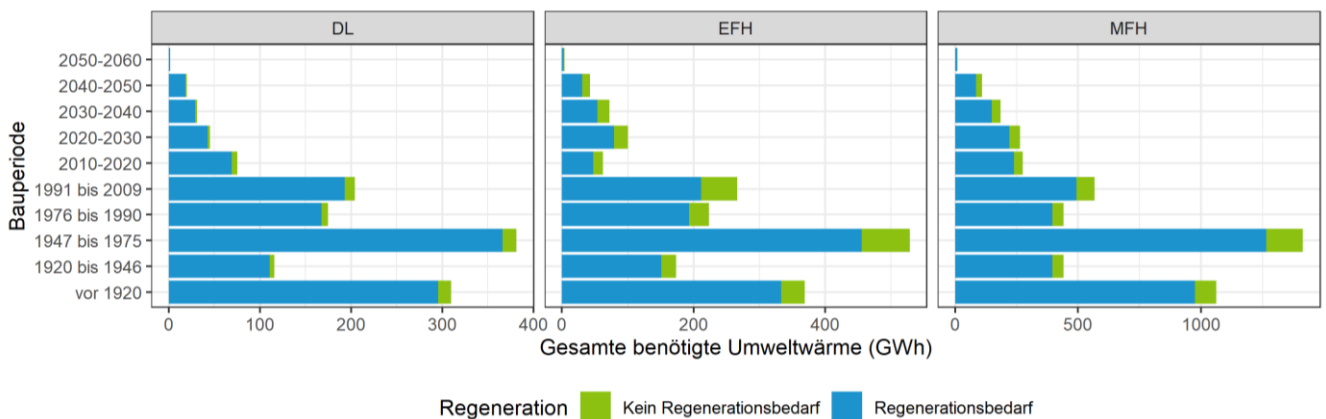 DL EFH MFH
Bauperiode
2050-2060
2040-2050
2030-2040
2020-2030
2010-2020
1991 bis 2009
1976 bis 1990
1947 bis 1975
1920 bis 1946
vor 1920
0 100 200 300 400 0 200 400 0 500 1000
Gesamte benötigte Umweltwärme (GWh)
Regeneration Kein Regenerationsbedarf Regenerationsbedarf